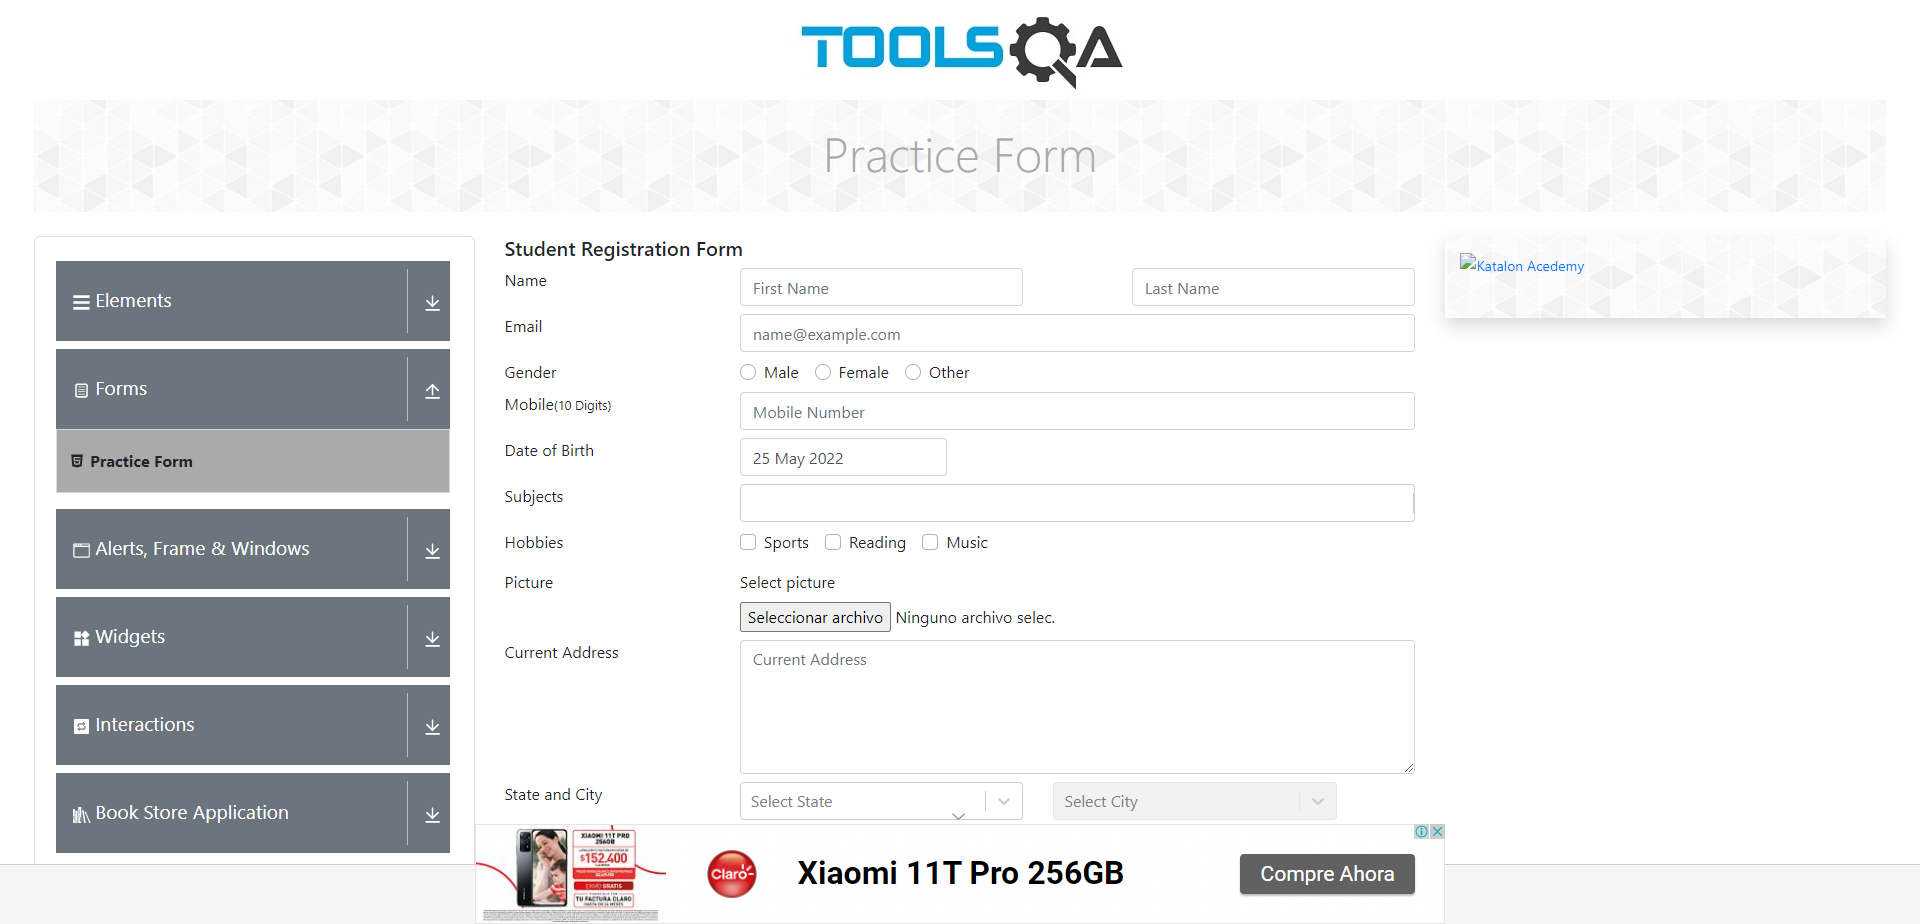 TOOLSQA
Practice Form
Elements
Forms
Practice Form
Alerts, Frame & Windows
Widgets
Interactions
Book Store Application
Student Registration Form
Name
First Name
Last Name
Email
name@example.com
Gender
Male
Female
Other
Mobile(10 Digits)
Mobile Number
Date of Birth
25 May 2022
Subjects
Hobbies
Sports
Reading
Music
Picture
Select picture
Seleccionar archivo Ninguno archivo selec.
Current Address
Current Address
State and City
Select State
Select City
Katalon Acedemy
XIAOMI 11T PRO
256GB
$152,400
ENVÍO GRATIS
TU FACTURA CLARO
Claro
Xiaomi 11T Pro 256GB
Compre Ahora